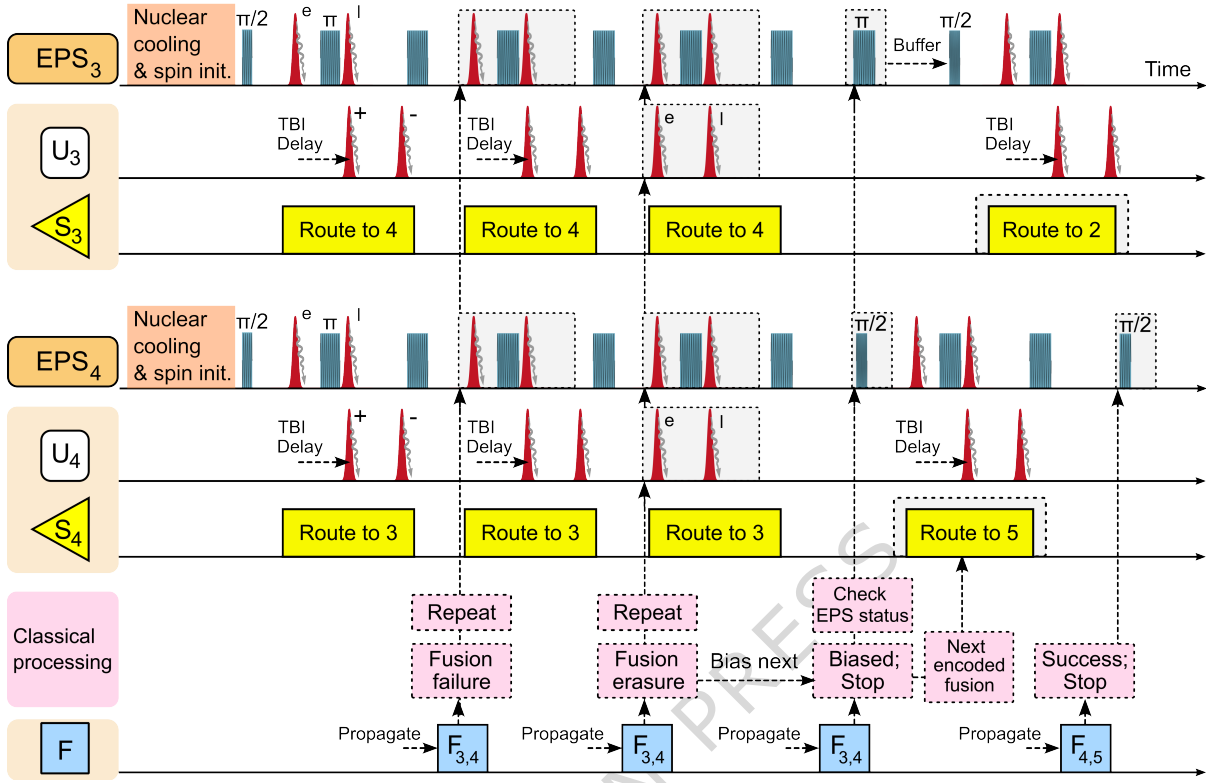 Nuclear
cooling
& spin init.
π/2
e
π
l
π
π/2
Buffer
EPS3
Time
TBI
Delay
+
-
TBI
Delay
e
l
TBI
Delay
U3
S3
Route to 4
Route to 4
Route to 4
Route to 2
Nuclear
cooling
& spin init.
π/2
e
π
l
π/2
π/2
EPS4
TBI
Delay
+
-
TBI
Delay
e
l
TBI
Delay
U4
S4
Route to 3
Route to 3
Route to 3
Route to 5
Classical
processing
Repeat
Fusion
failure
Repeat
Fusion
erasure
Bias next
Check
EPS status
Biased;
Stop
Next
encoded
fusion
Success;
Stop
F
Propagate
F3,4
Propagate
F3,4
Propagate
F3,4
Propagate
F4,5
PRESS